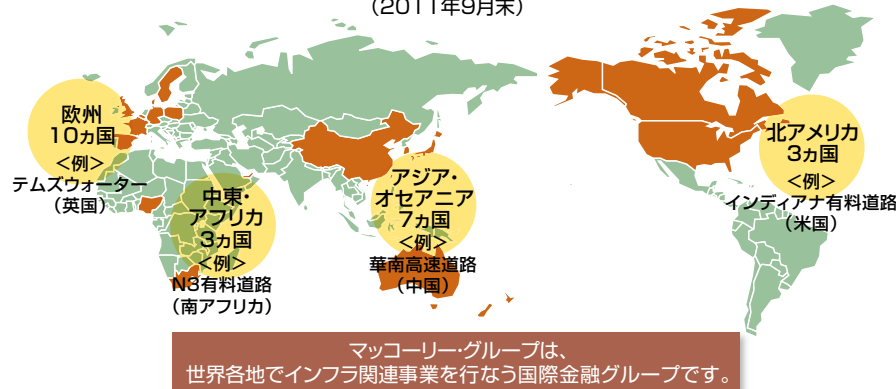 （2011年9月末）
欧州
10ヵ国
＜例＞
テムズウォーター
（英国）
中東・
アフリカ
3ヵ国
＜例＞
N3有料道路
（南アフリカ）
アジア・
オセアニア
7ヵ国
＜例＞
華南高速道路
（中国）
北アメリカ
3ヵ国
＜例＞
インディアナ有料道路
（米国）
マッコーリー・グループは、
世界各地でインフラ関連事業を行なう国際金融グループです。